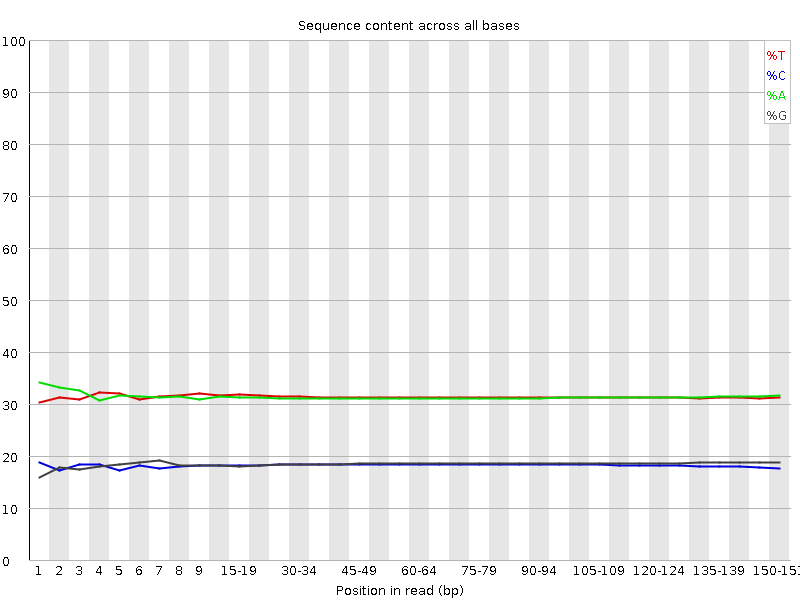 Sequence content across all bases
100
90
80
70
60
50
40
30
20
10
0
%T
%C
%A
%G
1 2 3 4 5 6 7 8 9 15-19 30-34 45-49 60-64 75-79 90-94 105-109 120-124 135-139 150-151
Position in read (bp)